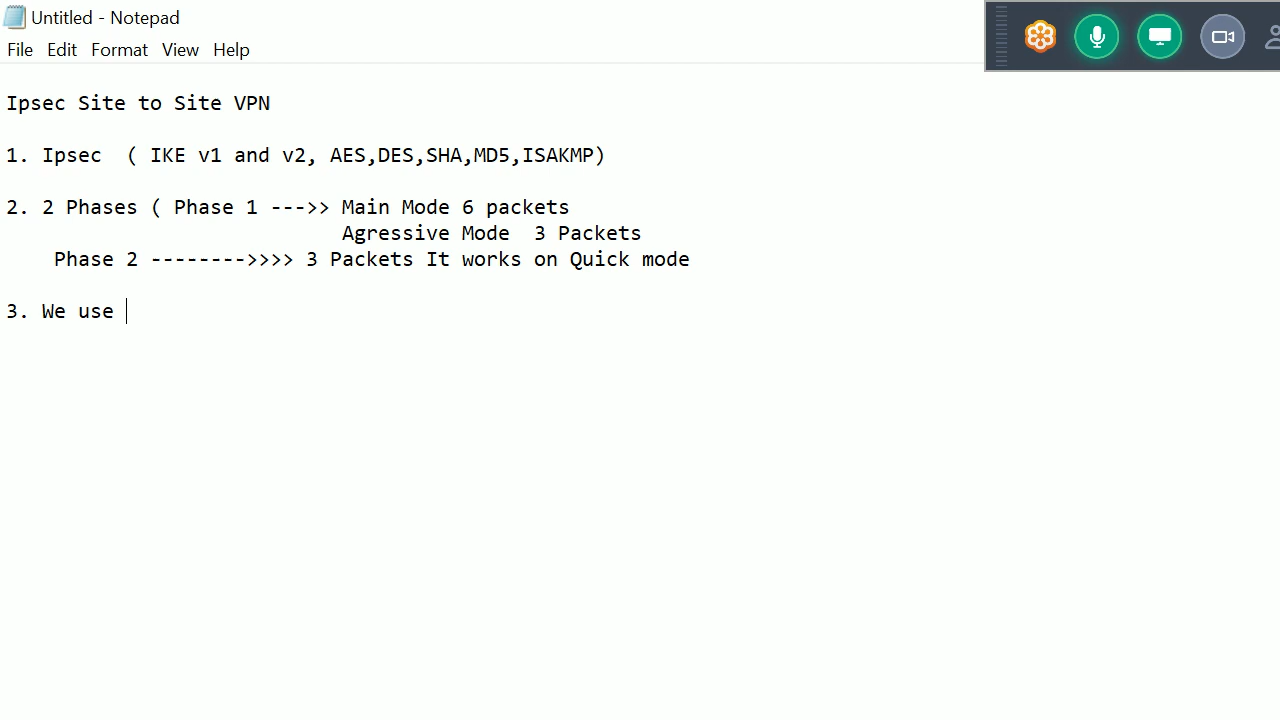 Untitled - Notepad
File Edit Format View Help
Ipsec Site to Site VPN
1. Ipsec ( IKE v1 and v2, AES,DES,SHA,MD5,ISAKMP)
2. 2 Phases ( Phase 1 --->> Main Mode 6 packets
Agressive Mode 3 Packets
Phase 2 -------->>>> 3 Packets It works on Quick mode
3. We use